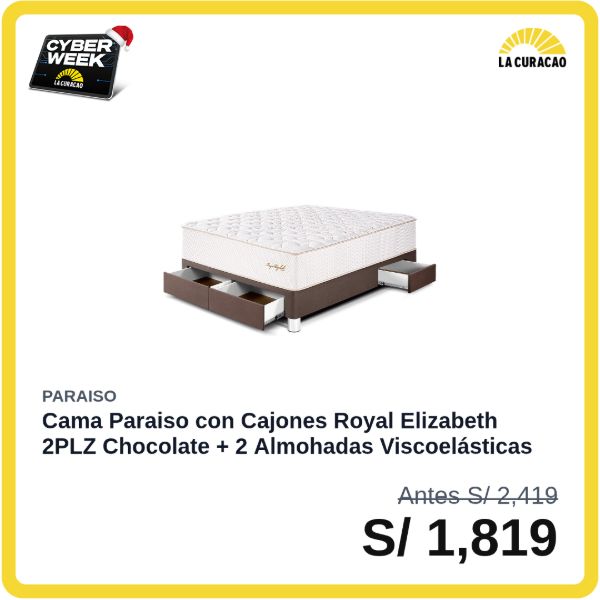 CYBER
WEEK
LA CURACAO
LA CURACAO
PARAISO
Cama Paraiso con Cajones Royal Elizabeth
2PLZ Chocolate + 2 Almohadas Viscoelásticas
Antes S/ 2,419
S/ 1,819